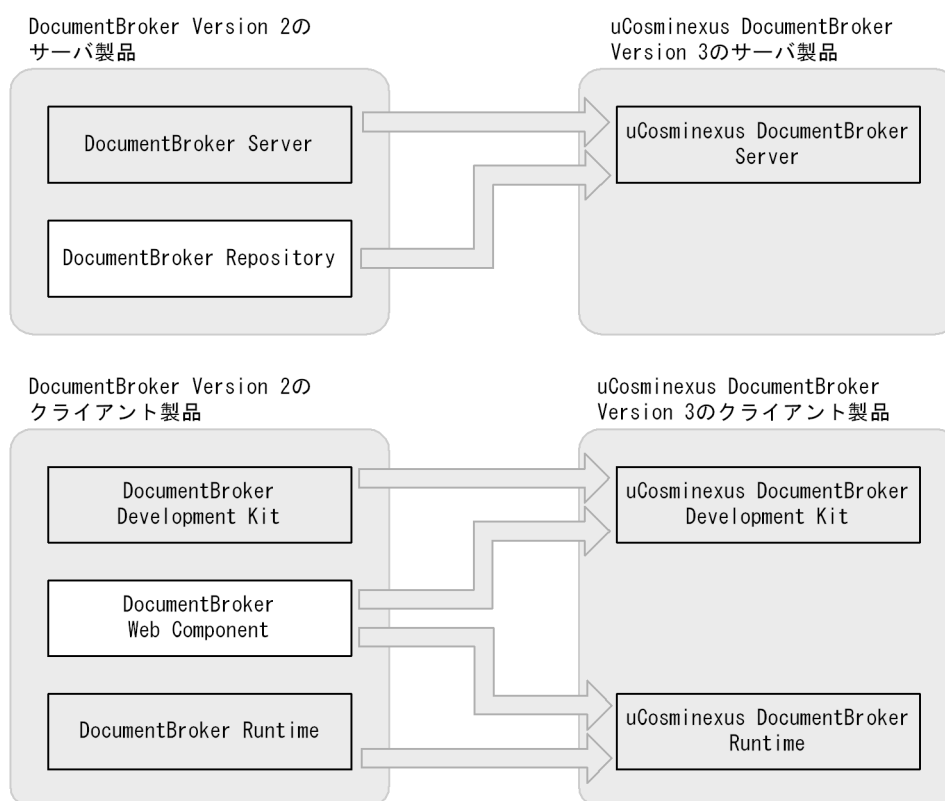 DocumentBroker Version 2の
サーバ製品
uCosminexus DocumentBroker
Version 3のサーバ製品
DocumentBroker Server
uCosminexus DocumentBroker
Server
DocumentBroker Repository
DocumentBroker Version 2の
クライアント製品
uCosminexus DocumentBroker
Version 3のクライアント製品
DocumentBroker
Development Kit
uCosminexus DocumentBroker
Development Kit
DocumentBroker
Web Component
DocumentBroker Runtime
uCosminexus DocumentBroker
Runtime